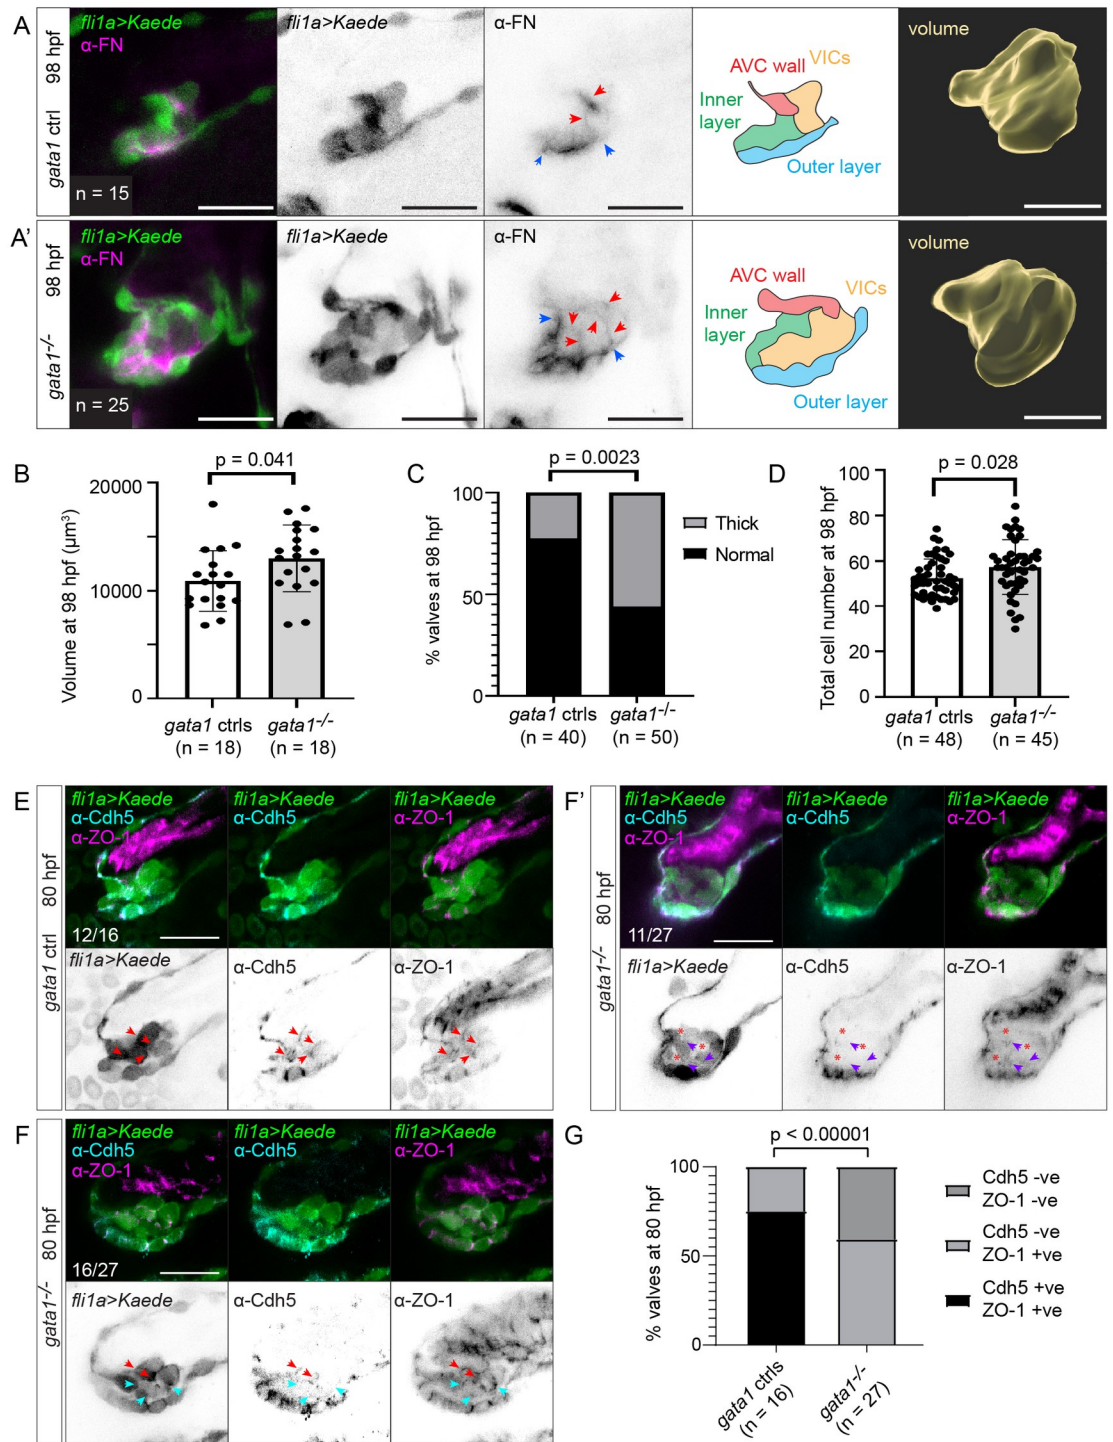 A
gata1 ctrl 98 hpf
fli1a>Kaede
α-FN
n = 15
fli1a>Kaede
α-FN
AVC wall
VICs
Inner
layer
Outer layer
volume
A'
gata1-/- 98 hpf
fli1a>Kaede
α-FN
n = 25
fli1a>Kaede
α-FN
AVC wall
VICs
Inner
layer
Outer layer
volume
B
p = 0.041
Volume at 98 hpf (µm³)
20000
10000
0
gata1 ctrls
(n = 18)
gata1-/-
(n = 18)
C
p = 0.0023
% valves at 98 hpf
100
50
0
gata1 ctrls
(n = 40)
gata1-/-
(n = 50)
Thick
Normal
D
p = 0.028
Total cell number at 98 hpf
100
80
60
40
20
0
gata1 ctrls
(n = 48)
gata1-/-
(n = 45)
E
gata1 ctrl 80 hpf
fli1a>Kaede
α-Cdh5
α-ZO-1
12/16
fli1a>Kaede
α-Cdh5
fli1a>Kaede
α-ZO-1
fli1a>Kaede
α-Cdh5
α-ZO-1
F'
gata1-/- 80 hpf
fli1a>Kaede
α-Cdh5
α-ZO-1
11/27
fli1a>Kaede
α-Cdh5
fli1a>Kaede
α-ZO-1
fli1a>Kaede
α-Cdh5
α-ZO-1
F
gata1-/- 80 hpf
fli1a>Kaede
α-Cdh5
α-ZO-1
16/27
fli1a>Kaede
α-Cdh5
fli1a>Kaede
α-ZO-1
fli1a>Kaede
α-Cdh5
α-ZO-1
G
p < 0.00001
% valves at 80 hpf
100
50
0
gata1 ctrls
(n = 16)
gata1-/-
(n = 27)
Cdh5 -ve
ZO-1 -ve
Cdh5 -ve
ZO-1 +ve
Cdh5 +ve
ZO-1 +ve